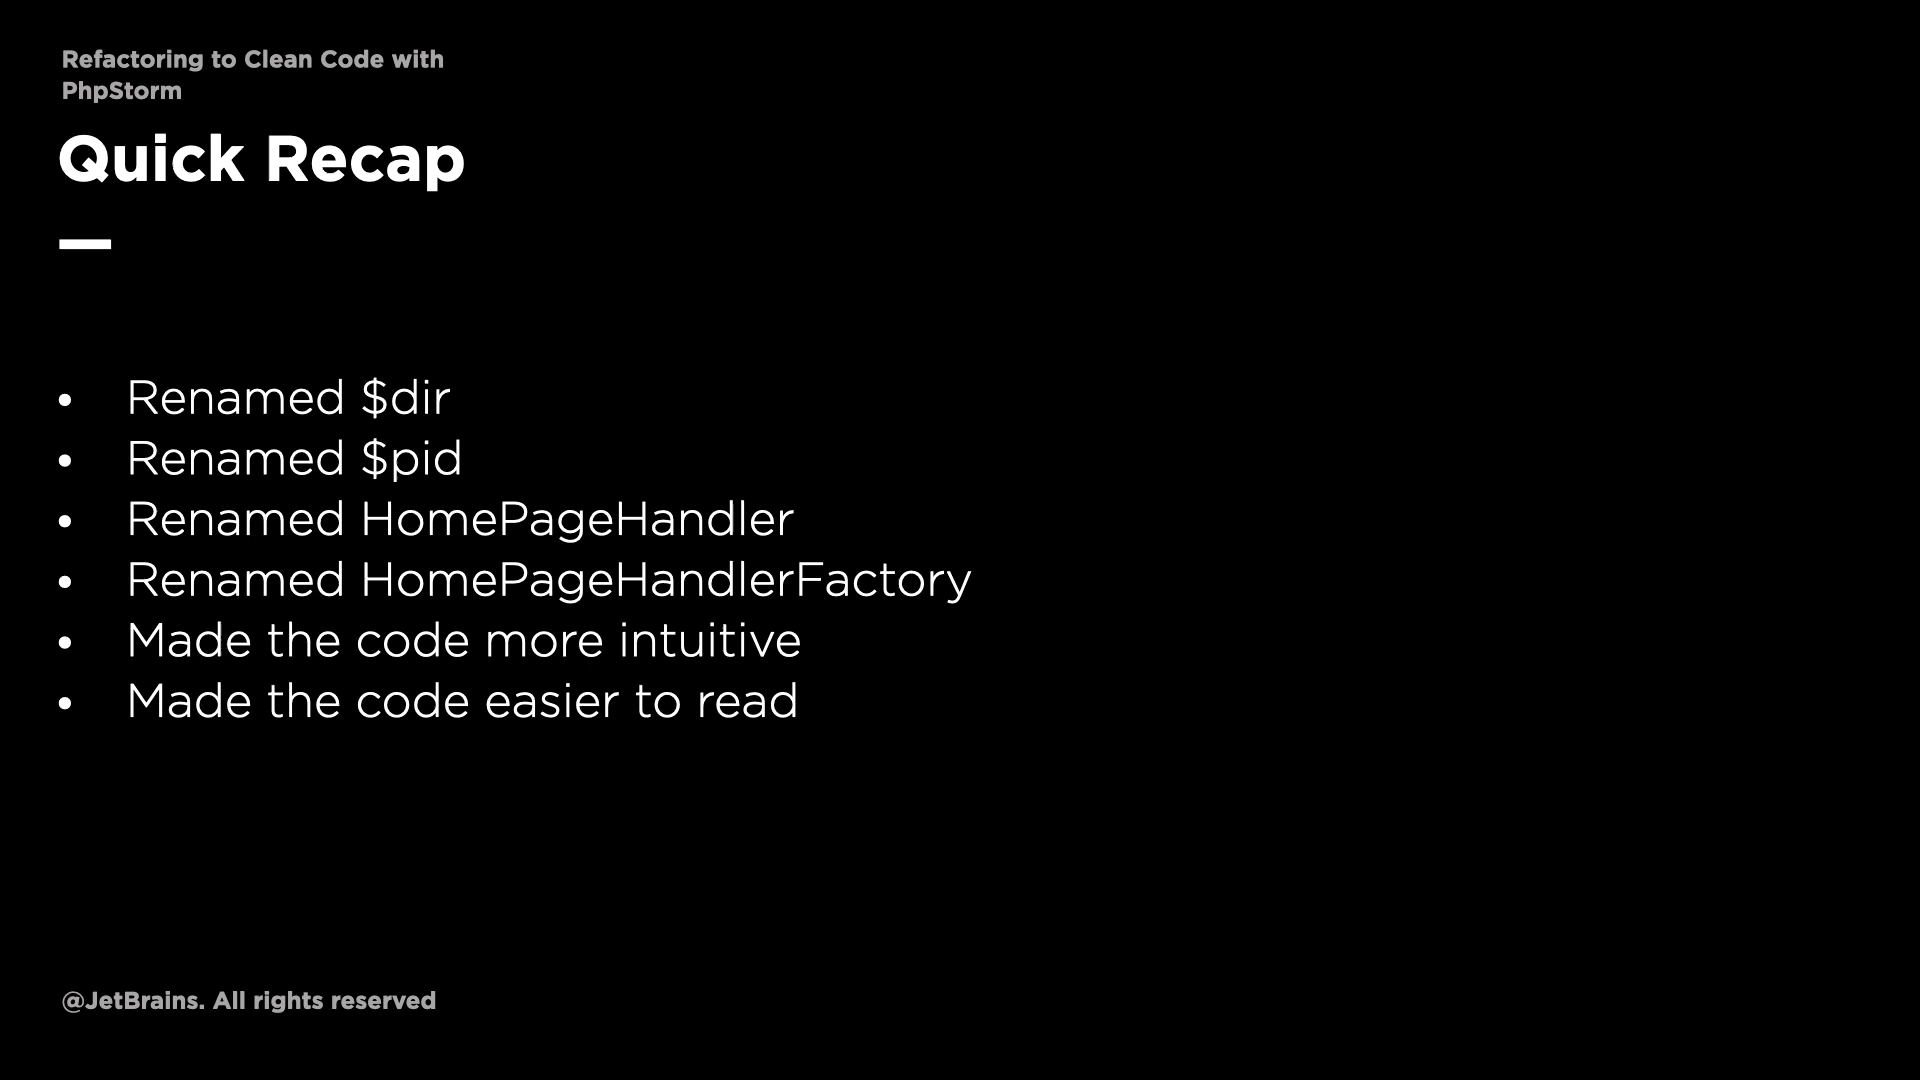 Refactoring to Clean Code with
PhpStorm
Quick Recap
• Renamed $dir
• Renamed $pid
• Renamed HomePageHandler
• Renamed HomePageHandlerFactory
• Made the code more intuitive
• Made the code easier to read
@JetBrains. All rights reserved